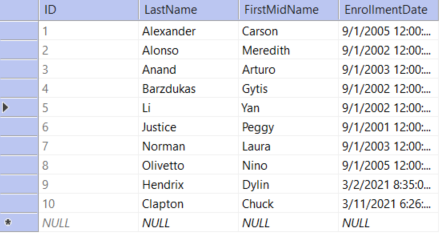 ID LastName FirstMidName EnrollmentDate
1 Alexander Carson 9/1/2005 12:00:...
2 Alonso Meredith 9/1/2002 12:00:...
3 Anand Arturo 9/1/2003 12:00:...
4 Barzdukas Gytis 9/1/2002 12:00:...
5 Li Yan 9/1/2002 12:00:...
6 Justice Peggy 9/1/2001 12:00:...
7 Norman Laura 9/1/2003 12:00:...
8 Olivetto Nino 9/1/2005 12:00:...
9 Hendrix Dylin 3/2/2021 8:35:0...
10 Clapton Chuck 3/11/2021 6:26:...
* NULL NULL NULL NULL